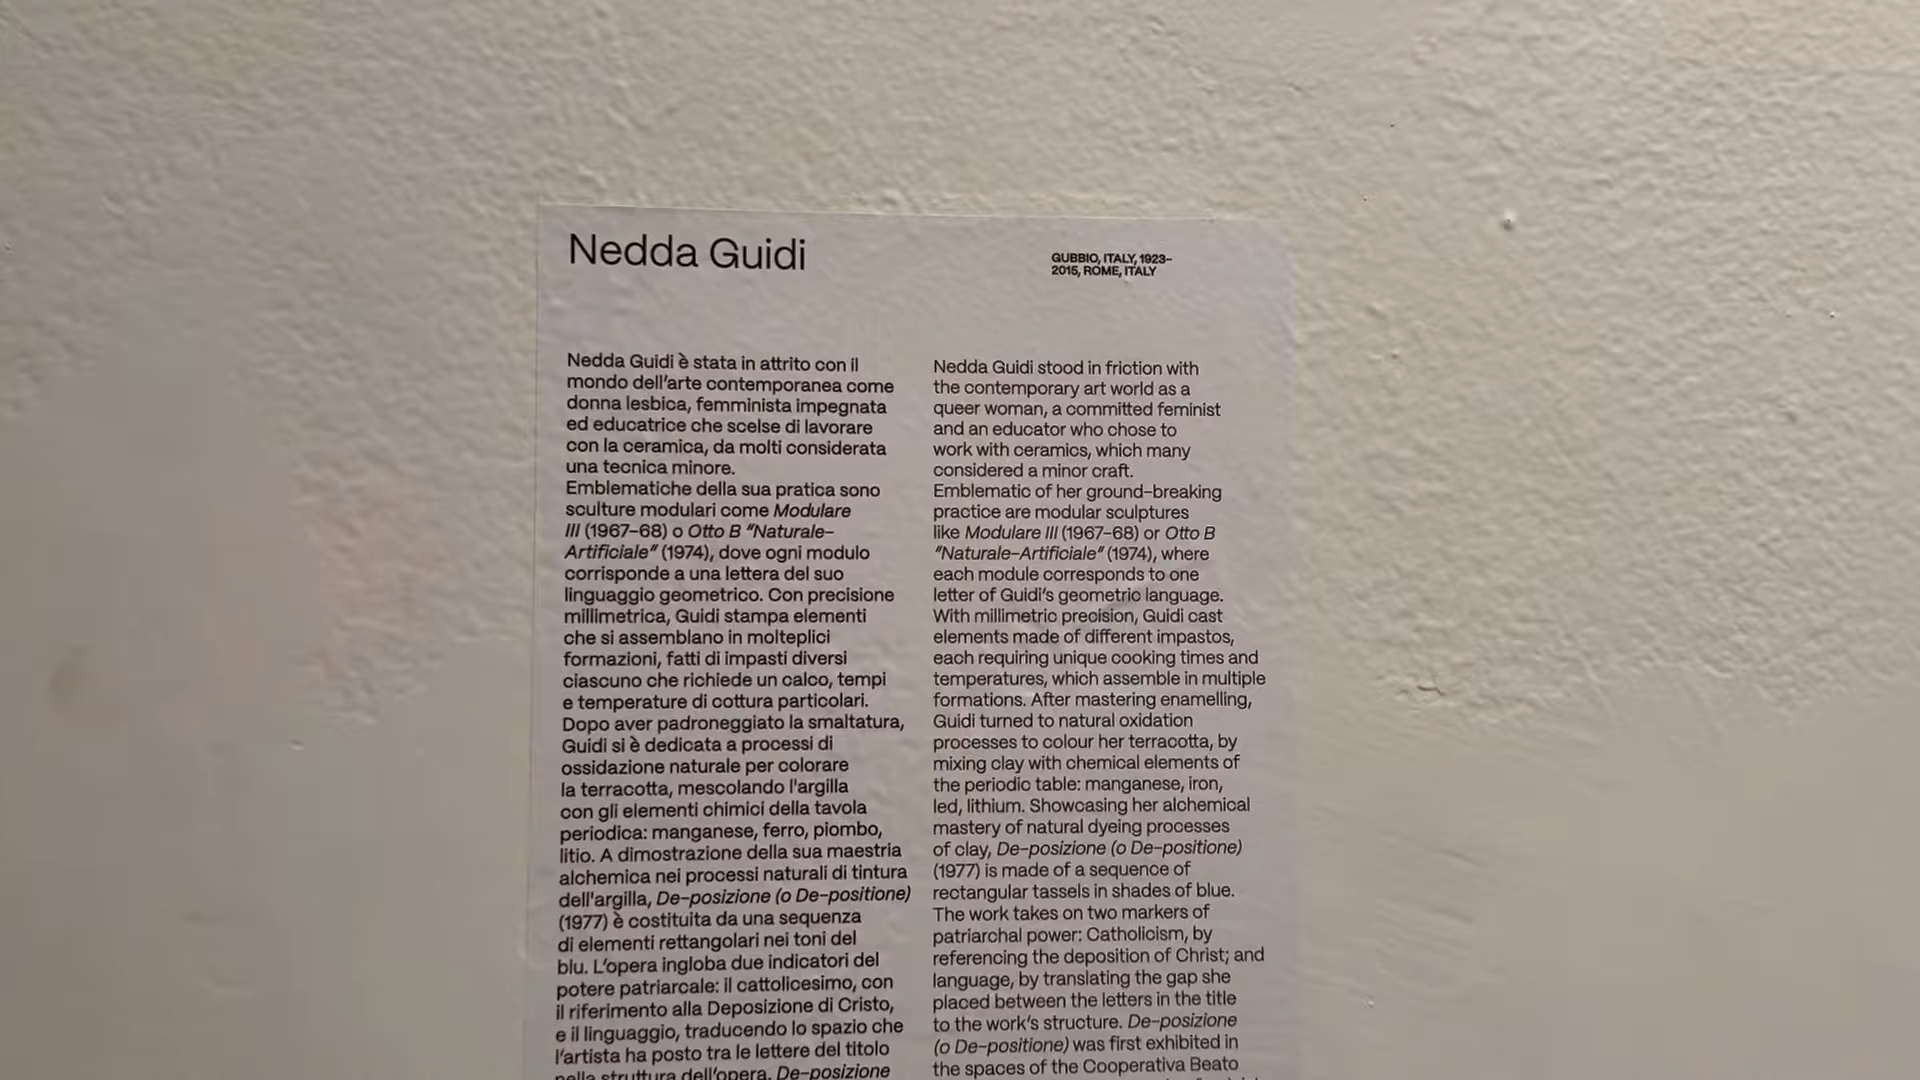 Nedda Guidi
GUBBIO, ITALY, 1923–
2015, ROME, ITALY
Nedda Guidi è stata in attrito con il
mondo dell’arte contemporanea come
donna lesbica, femminista impegnata
ed educatrice che scelse di lavorare
con la ceramica, da molti considerata
una tecnica minore.
Emblematiche della sua pratica sono
sculture modulari come Modulare
III (1967–68) o Otto B “Naturale–
Artificiale” (1974), dove ogni modulo
corrisponde a una lettera del suo
linguaggio geometrico. Con precisione
millimetrica, Guidi stampa elementi
che si assemblano in molteplici
formazioni, fatti di impasti diversi
ciascuno che richiede un calco, tempi
e temperature di cottura particolari.
Dopo aver padroneggiato la smaltatura,
Guidi si è dedicata a processi di
ossidazione naturale per colorare
la terracotta, mescolando l'argilla
con gli elementi chimici della tavola
periodica: manganese, ferro, piombo,
litio. A dimostrazione della sua maestria
alchemica nei processi naturali di tintura
dell'argilla, De–posizione (o De–positione)
(1977) è costituita da una sequenza
di elementi rettangolari nei toni del
blu. L’opera ingloba due indicatori del
potere patriarcale: il cattolicesimo, con
il riferimento alla Deposizione di Cristo,
e il linguaggio, traducendo lo spazio che
l’artista ha posto tra le lettere del titolo
nella struttura dell’opera. De–posizione
Nedda Guidi stood in friction with
the contemporary art world as a
queer woman, a committed feminist
and an educator who chose to
work with ceramics, which many
considered a minor craft.
Emblematic of her ground–breaking
practice are modular sculptures
like Modulare III (1967–68) or Otto B
“Naturale–Artificiale” (1974), where
each module corresponds to one
letter of Guidi’s geometric language.
With millimetric precision, Guidi cast
elements made of different impastos,
each requiring unique cooking times and
temperatures, which assemble in multiple
formations. After mastering enamelling,
Guidi turned to natural oxidation
processes to colour her terracotta, by
mixing clay with chemical elements of
the periodic table: manganese, iron,
led, lithium. Showcasing her alchemical
mastery of natural dyeing processes
of clay, De–posizione (o De–positione)
(1977) is made of a sequence of
rectangular tassels in shades of blue.
The work takes on two markers of
patriarchal power: Catholicism, by
referencing the deposition of Christ; and
language, by translating the gap she
placed between the letters in the title
to the work’s structure. De–posizione
(o De–positione) was first exhibited in
the spaces of the Cooperativa Beato